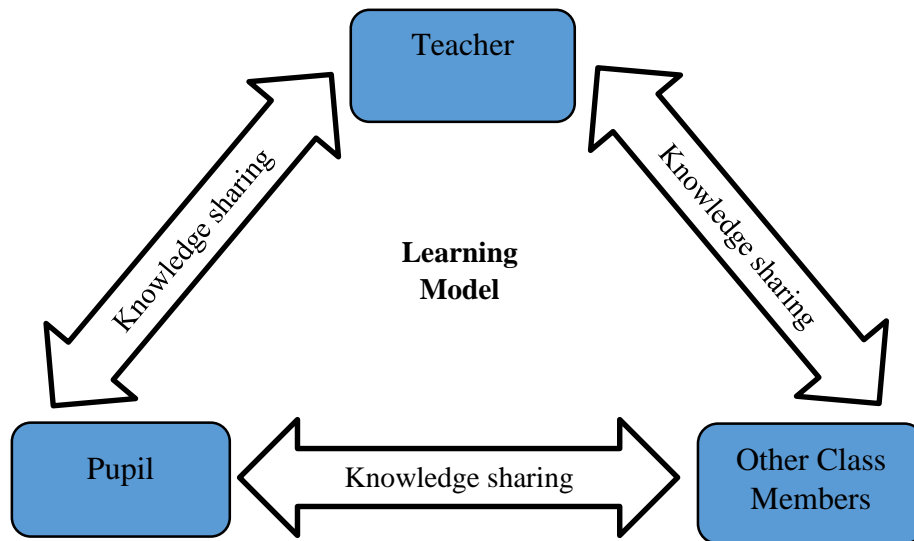 Teacher
Knowledge sharing
Knowledge sharing
Learning
Model
Pupil
Knowledge sharing
Other Class
Members